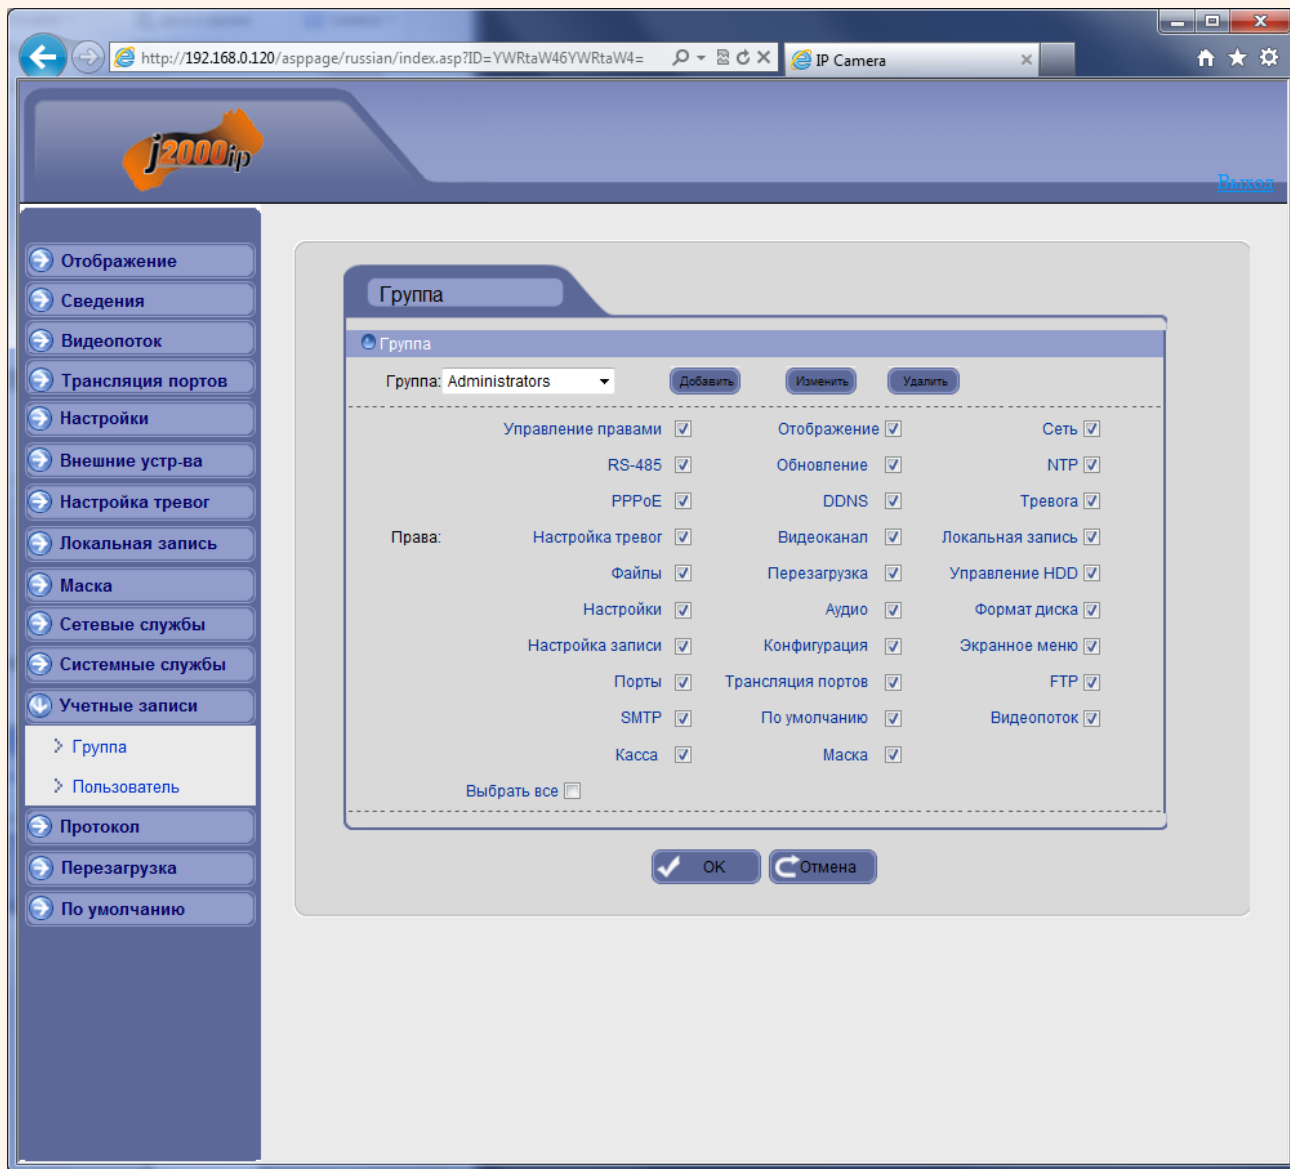 http://192.168.0.120/asppage/russian/index.asp?ID=YWRtaW46YWRtaW4=
IP Camera
j2000ip
Выход
Отображение
Сведения
Видеопоток
Трансляция портов
Настройки
Внешние устр-ва
Настройка тревог
Локальная запись
Маска
Сетевые службы
Системные службы
Учетные записи
Группа
Пользователь
Протокол
Перезагрузка
По умолчанию
Группа
Группа
Группа: Administrators Добавить Изменить Удалить
Управление правами Отображение Сеть
RS-485 Обновление NTP
PPPoE DDNS Тревога
Права: Настройка тревог Видеоканал Локальная запись
Файлы Перезагрузка Управление HDD
Настройки Аудио Формат диска
Настройка записи Конфигурация Экранное меню
Порты Трансляция портов FTP
SMTP По умолчанию Видеопоток
Касса Маска
Выбрать все
OK Отмена